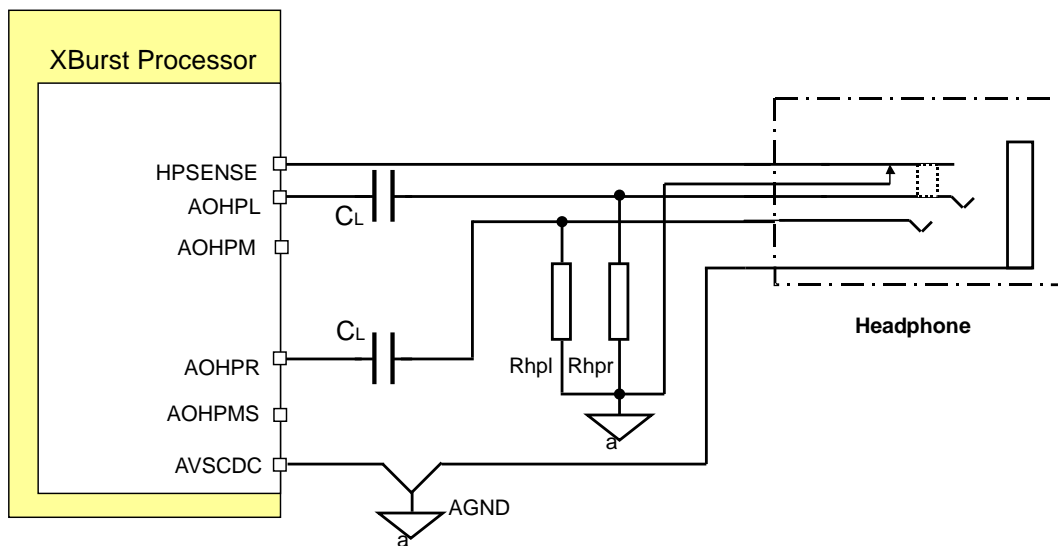 XBurst Processor
HPSENSE
AOHPL
CL
AOHPM
CL
AOHPR
Rhpl
Rhpr
Headphone
AOHPMS
a
AVSCDC
AGND
a